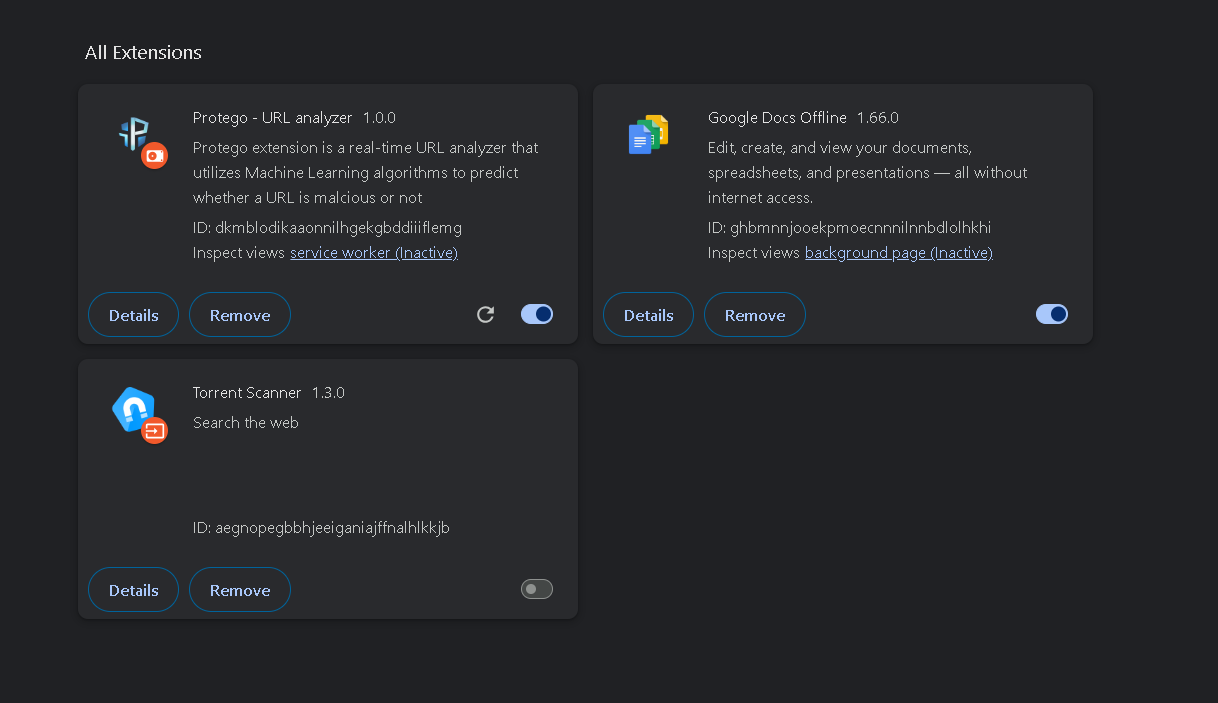 All Extensions
Protego - URL analyzer 1.0.0
Protego extension is a real-time URL analyzer that
utilizes Machine Learning algorithms to predict
whether a URL is malcious or not
ID: dkmblodikaaonnilhgekgbddiiiflemg
Inspect views service worker (Inactive)
Details
Remove
Google Docs Offline 1.66.0
Edit, create, and view your documents,
spreadsheets, and presentations — all without
internet access.
ID: ghbmnnjooekpmoecnnnilnnbdlolhkhi
Inspect views background page (Inactive)
Details
Remove
Torrent Scanner 1.3.0
Search the web
ID: aegnopegbbhjeeiganiajffnalhlkkjb
Details
Remove